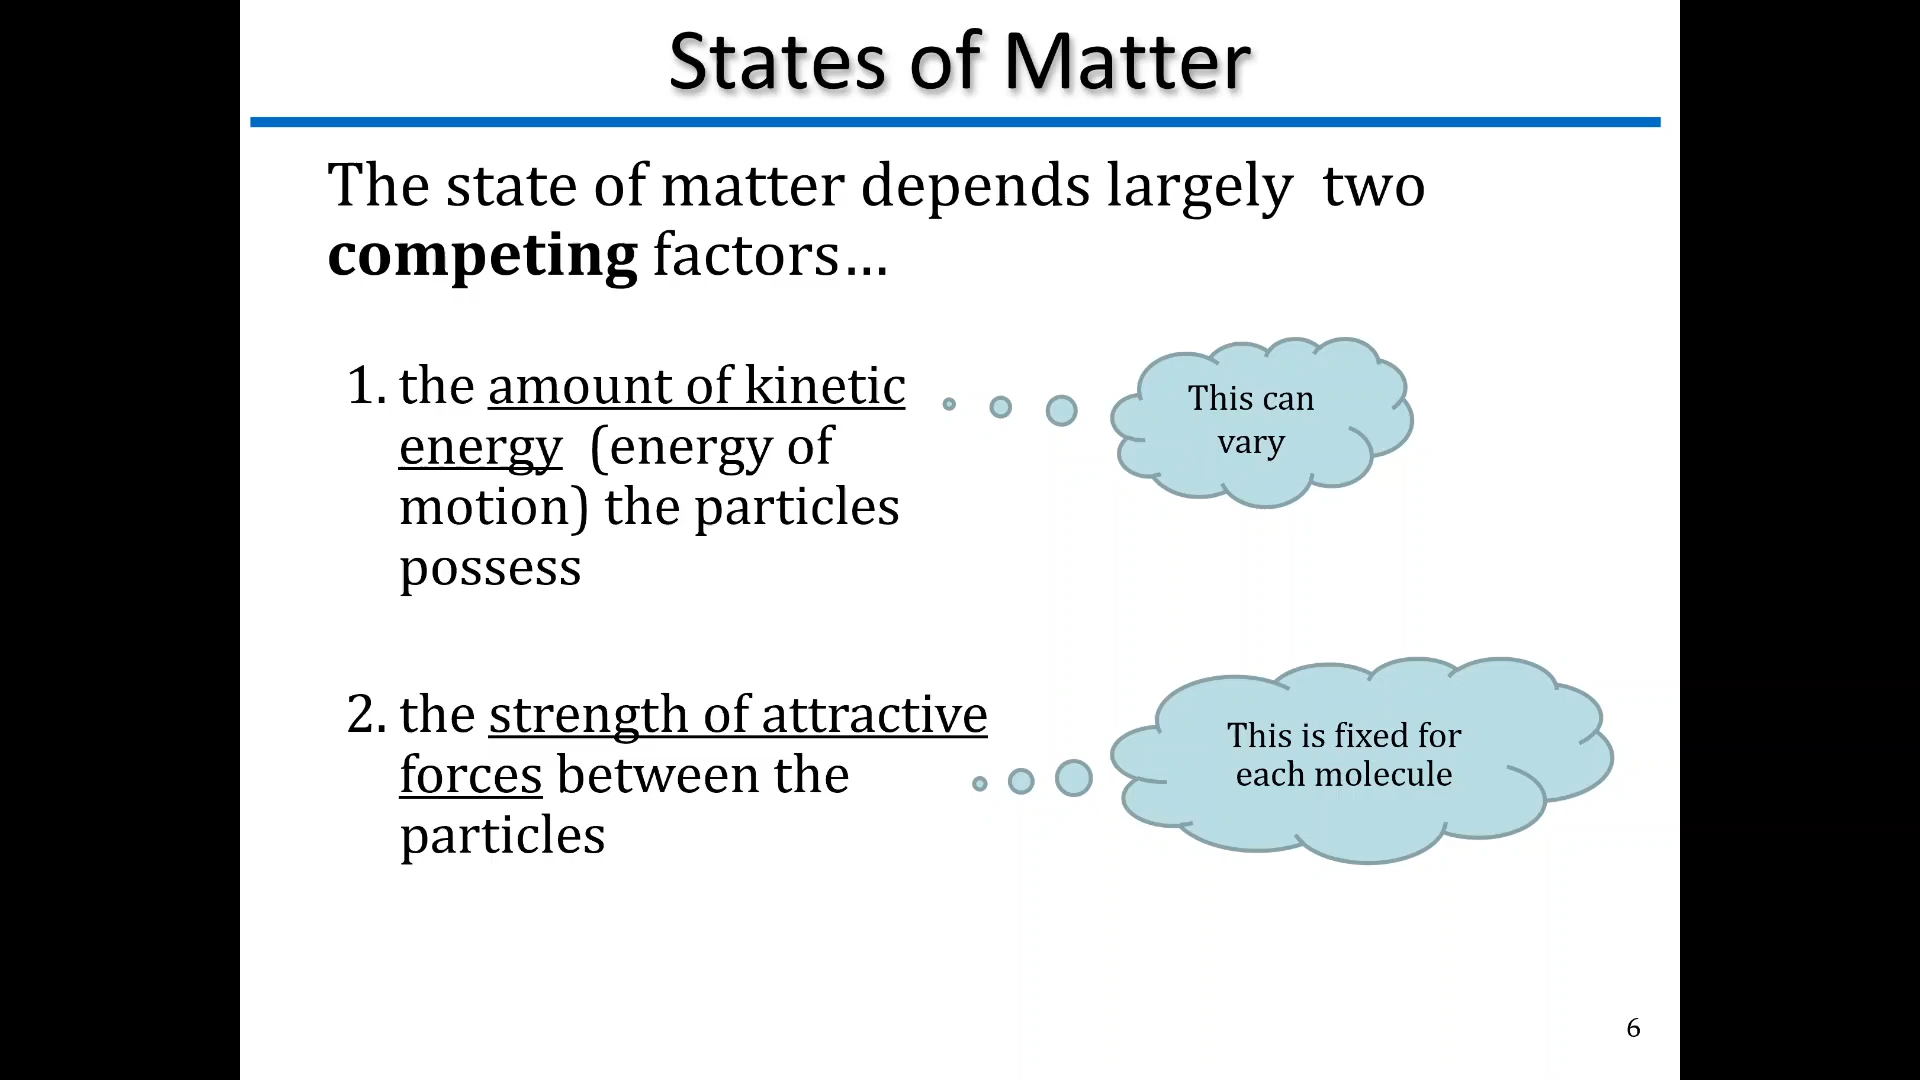 States of Matter
The state of matter depends largely  two
competing factors…
1. the amount of kinetic
energy  (energy of
motion) the particles
possess
This can
vary
2. the strength of attractive
forces between the
particles
This is fixed for
each molecule
6